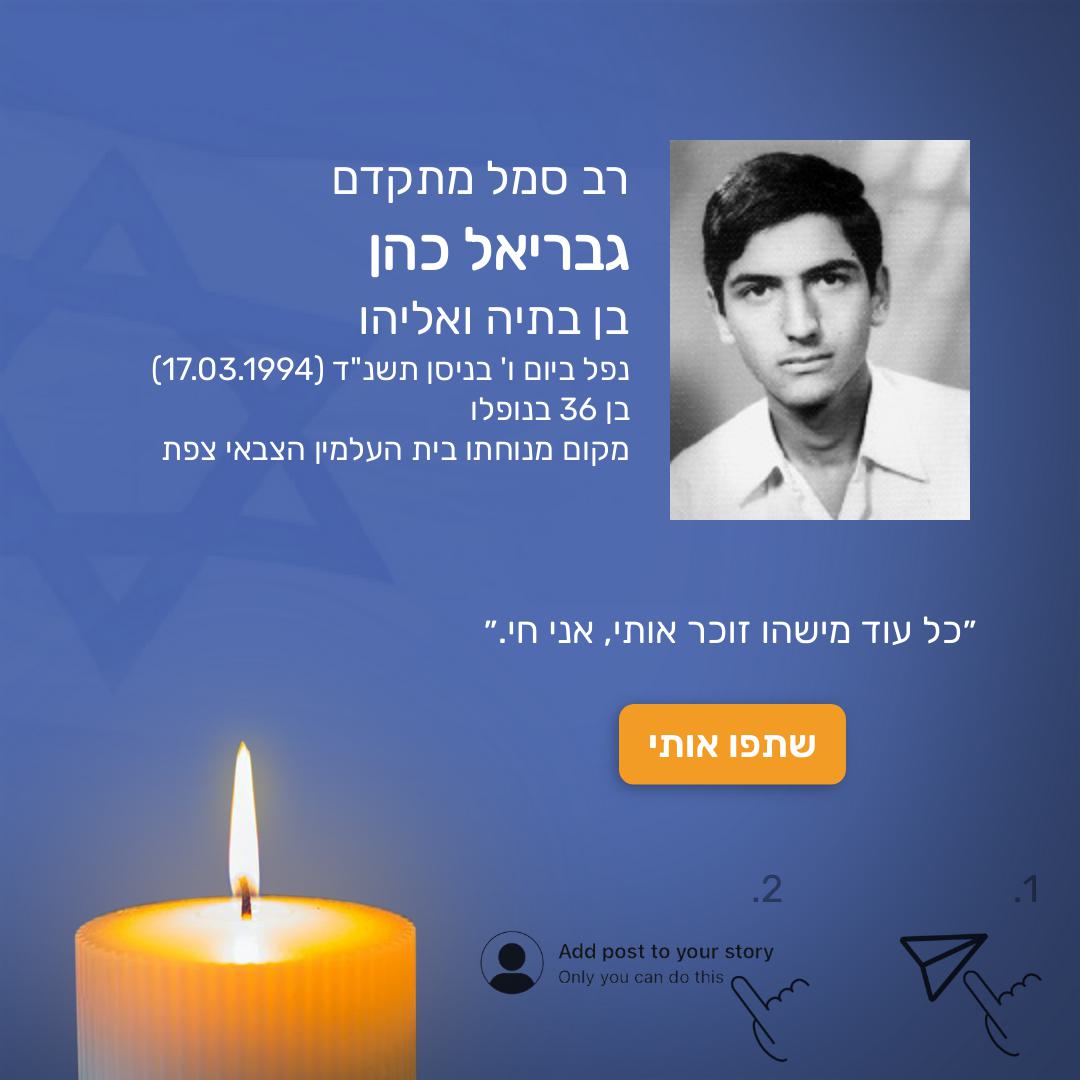 רב סמל מתקדם
גבריאל כהן
בן בתיה ואליהו
נפל ביום ו' בניסן תשנ"ד (17.03.1994)
בן 36 בנופלו
מקום מנוחתו בית העלמין הצבאי צפת
״כל עוד מישהו זוכר אותי, אני חי.״
שתפו אותי
.1
.2
Add post to your story
Only you can do this